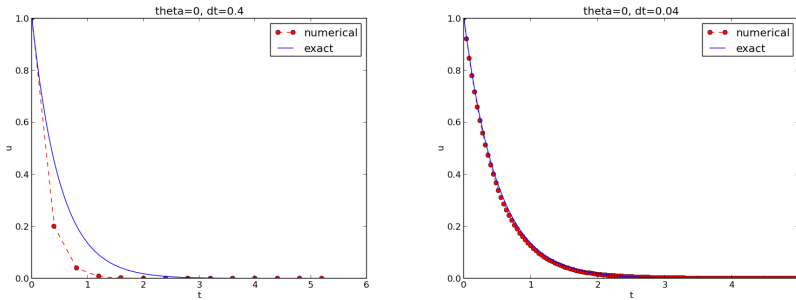 theta=0, dt=0.4
numerical
exact
1.0
0.8
0.6
0.4
0.2
0.0
u
0 1 2 3 4 5 6
t
theta=0, dt=0.04
numerical
exact
1.0
0.8
0.6
0.4
0.2
0.0
u
0 1 2 3 4
t